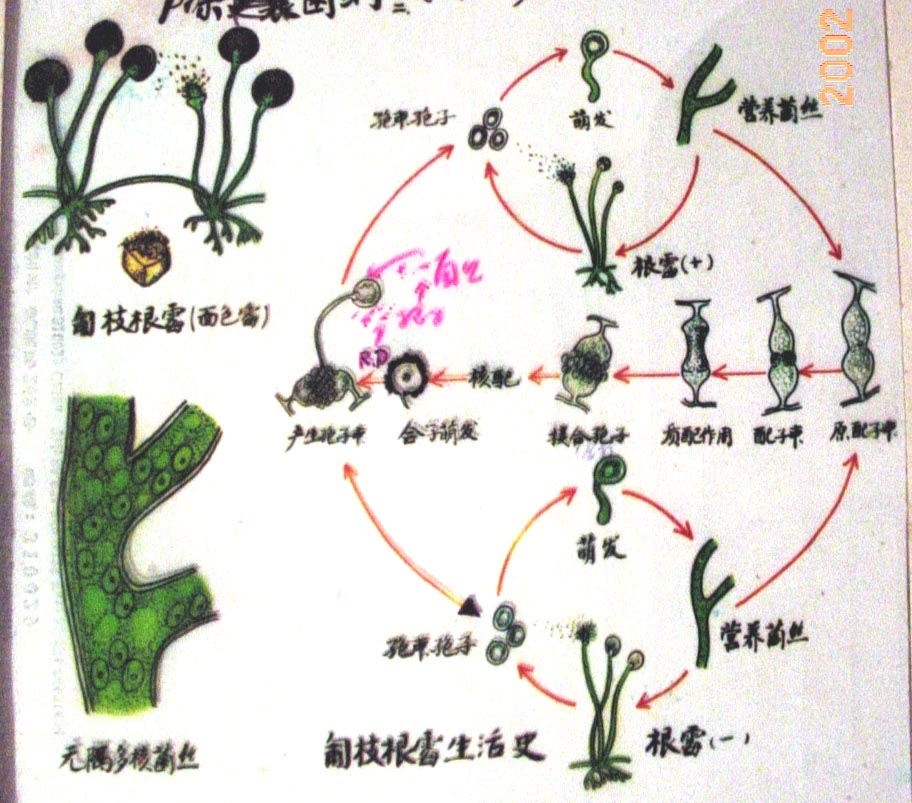 2002
孢囊孢子
萌发
营养菌丝
根霉(+)
匍枝根霉(面包霉)
R.D
核配
产生孢子囊
合子萌发
接合孢子
质配作用
配子囊
原配子囊
萌发
孢囊孢子
营养菌丝
无隔多核菌丝
匍枝根霉生活史
根霉(-)